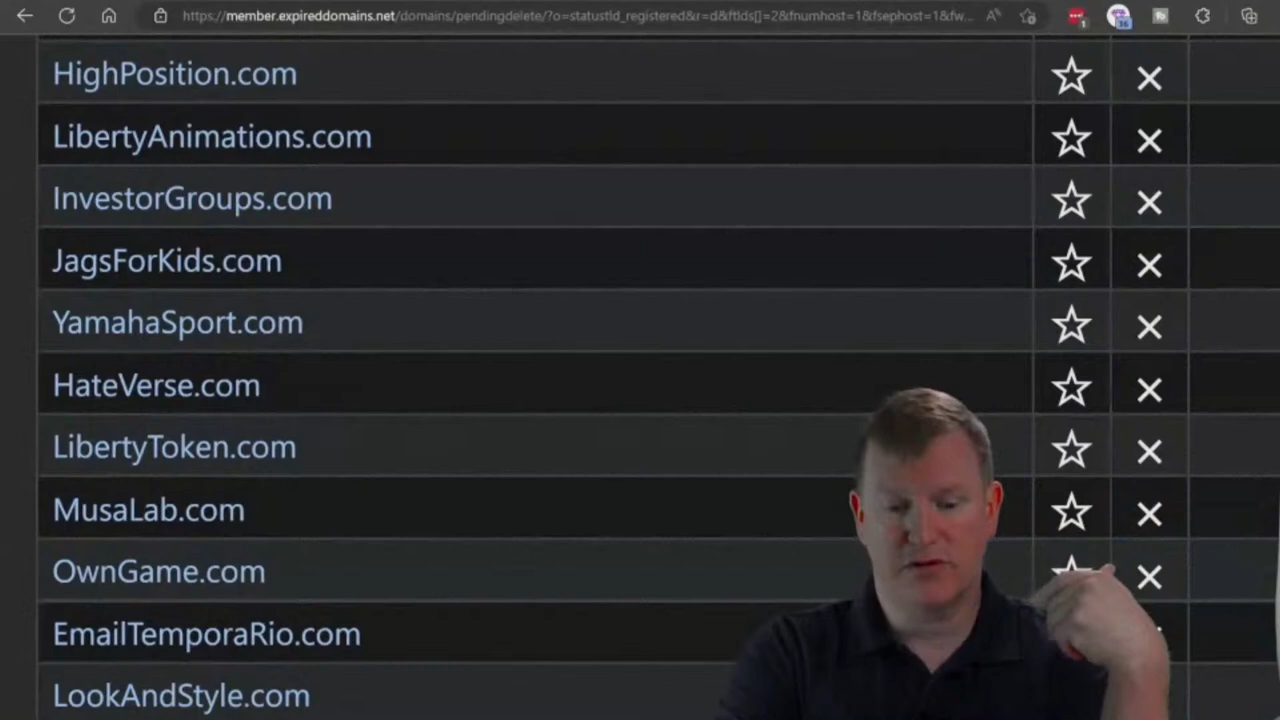 https://member.expireddomains.net/domains/pendingdelete/?o=statustld_registered&r=d&ftlds[]=2&fnumhost=1&fsephost=1&fw...
HighPosition.com
LibertyAnimations.com
InvestorGroups.com
JagsForKids.com
YamahaSport.com
HateVerse.com
LibertyToken.com
MusaLab.com
OwnGame.com
EmailTemporaRio.com
LookAndStyle.com